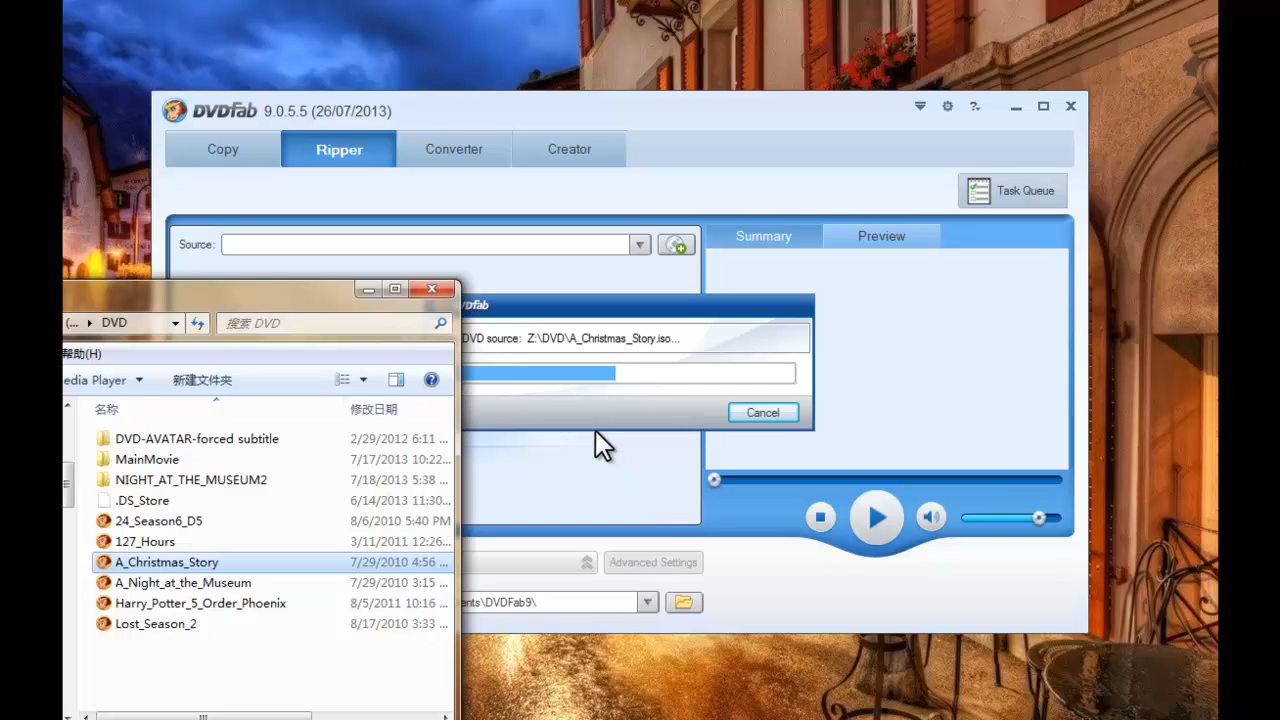 DVDFab 9.0.5.5 (26/07/2013)
Copy
Ripper
Converter
Creator
Task Queue
Source:
Summary
Preview
(... DVD
搜索 DVD
帮助(H)
edia Player
新建文件夹
名称
修改日期
DVD-AVATAR-forced subtitle 2/29/2012 6:11 ...
MainMovie 7/17/2013 10:22...
NIGHT_AT_THE_MUSEUM2 7/18/2013 5:38 ...
.DS_Store 6/14/2013 11:30...
24_Season6_D5 8/6/2010 5:40 PM
127_Hours 3/11/2011 12:26...
A_Christmas_Story 7/29/2010 4:56 ...
A_Night_at_the_Museum 7/29/2010 3:15 ...
Harry_Potter_5_Order_Phoenix 8/5/2011 10:16 ...
Lost_Season_2 8/17/2010 3:33 ...
DFab
DVD source: Z:\DVD\A_Christmas_Story.iso...
Cancel
Advanced Settings
ents\DVDFab9\